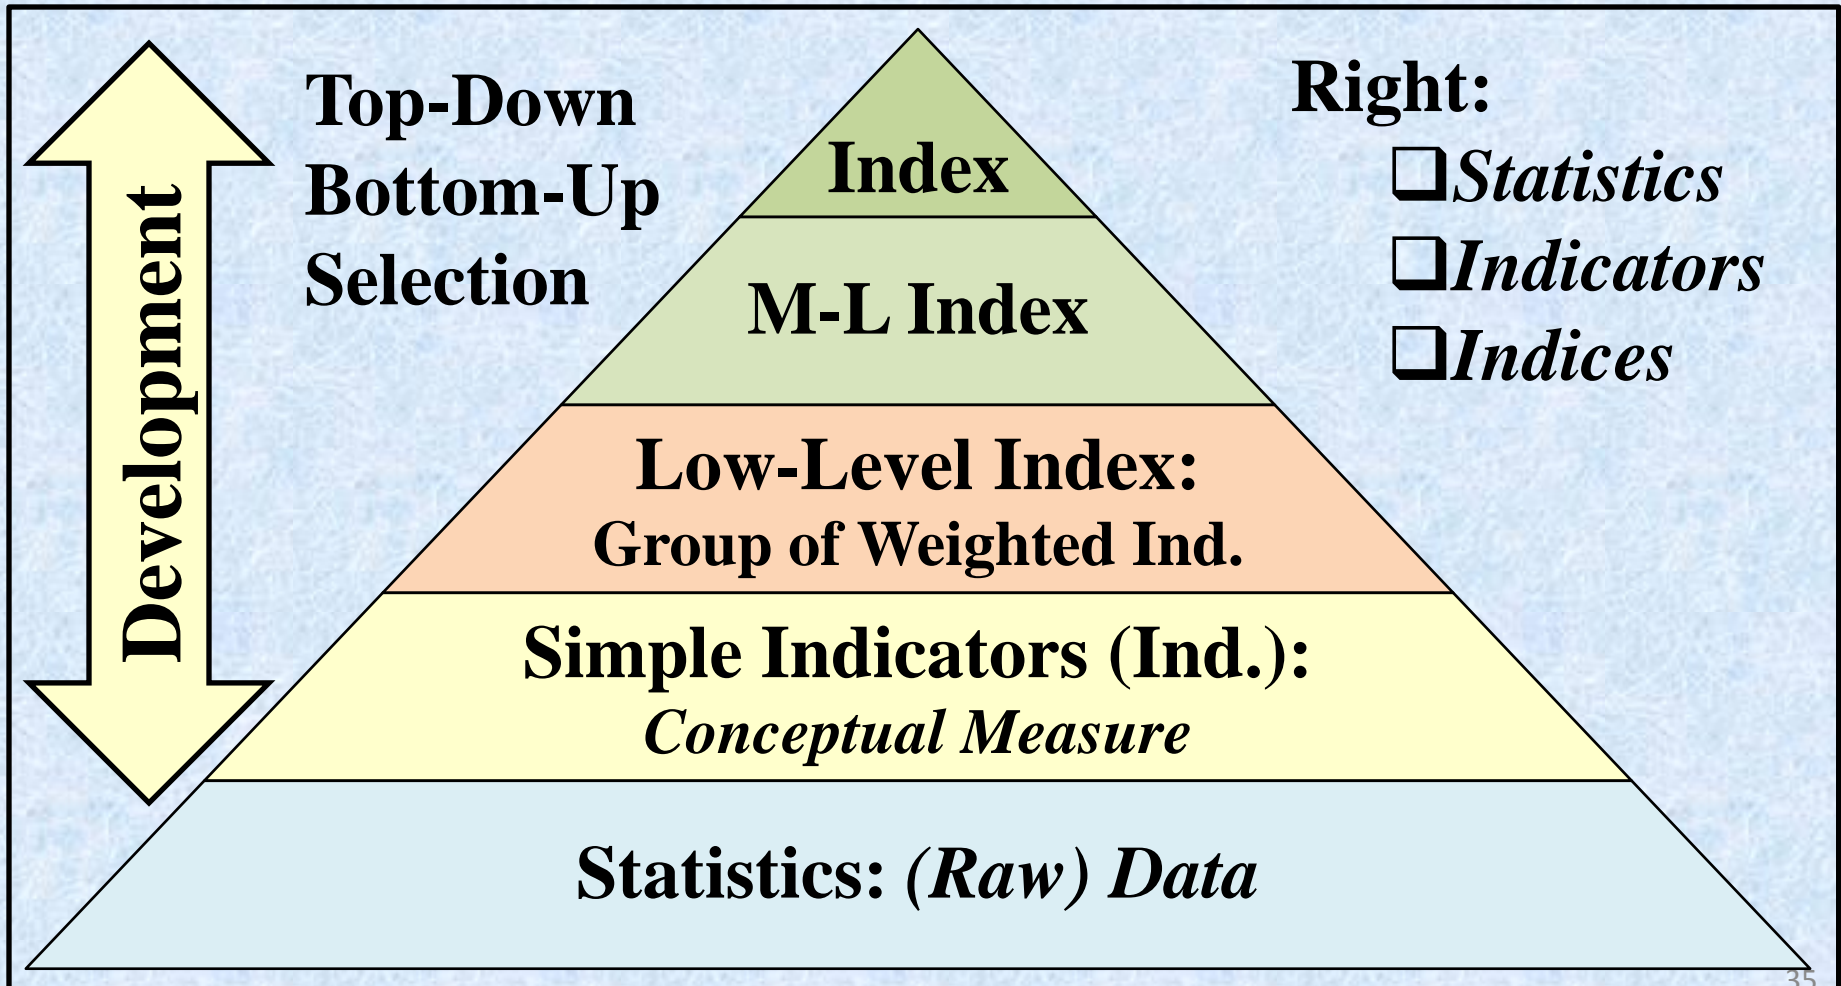 Development
Top-Down
Bottom-Up
Selection
Index
M-L Index
Low-Level Index:
Group of Weighted Ind.
Simple Indicators (Ind.):
Conceptual Measure
Statistics: (Raw) Data
Right:
❑Statistics
❑Indicators
❑Indices
35